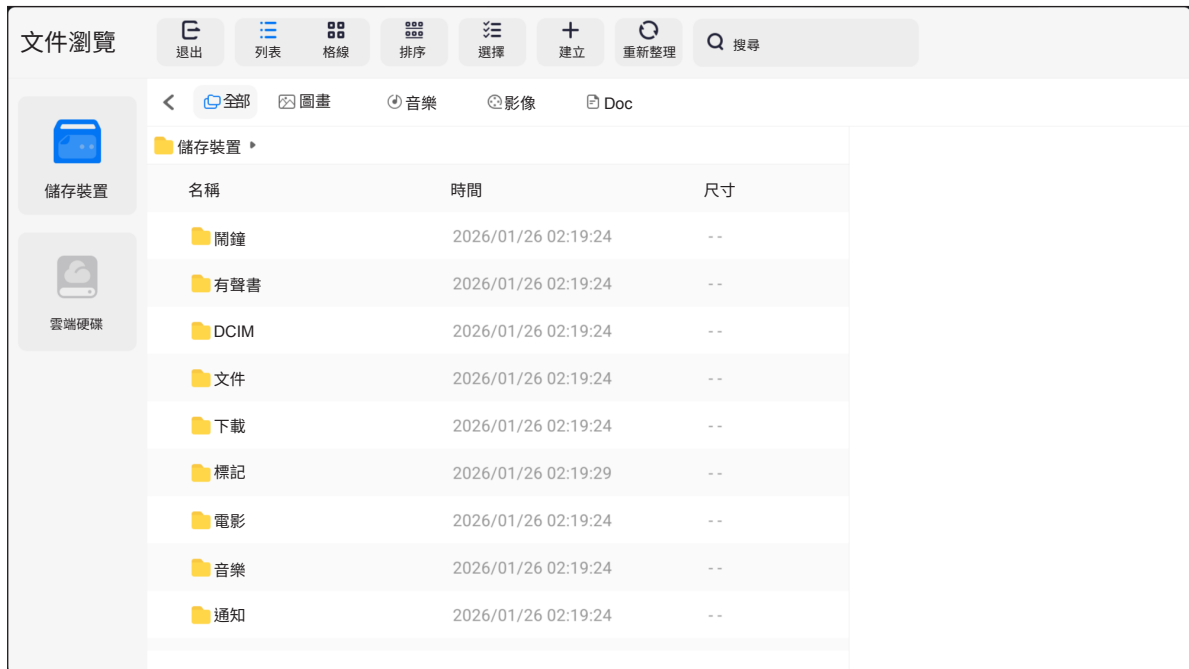 文件瀏覽
退出 列表 格線 排序 選擇 建立 重新整理 搜尋
全部 圖畫 音樂 影像 Doc
儲存裝置
儲存裝置
雲端硬碟
名稱 時間 尺寸
鬧鐘 2026/01/26 02:19:24 - -
有聲書 2026/01/26 02:19:24 - -
DCIM 2026/01/26 02:19:24 - -
文件 2026/01/26 02:19:24 - -
下載 2026/01/26 02:19:24 - -
標記 2026/01/26 02:19:29 - -
電影 2026/01/26 02:19:24 - -
音樂 2026/01/26 02:19:24 - -
通知 2026/01/26 02:19:24 - -